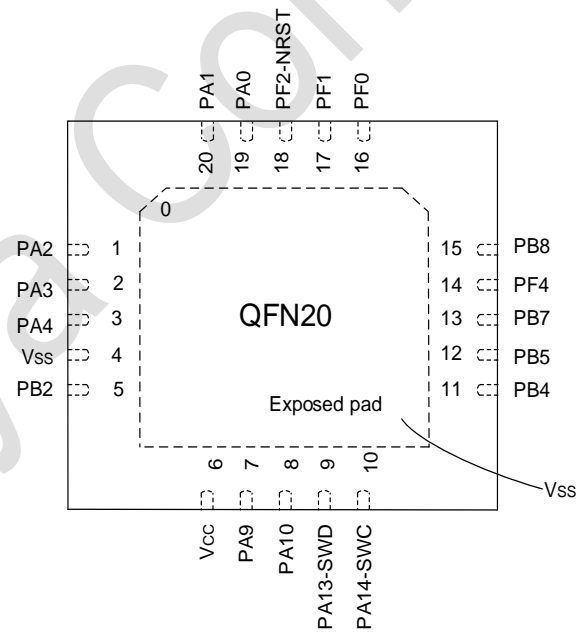 PA1
PA0
PF2-NRST
PF1
PF0
20
19
18
17
16
0
PA2 1
PA3 2
PA4 3
Vss 4
PB2 5
QFN20
Exposed pad
15 PB8
14 PF4
13 PB7
12 PB5
11 PB4
6
7
8
9
10
Vcc
PA9
PA10
PA13-SWD
PA14-SWC
Vss